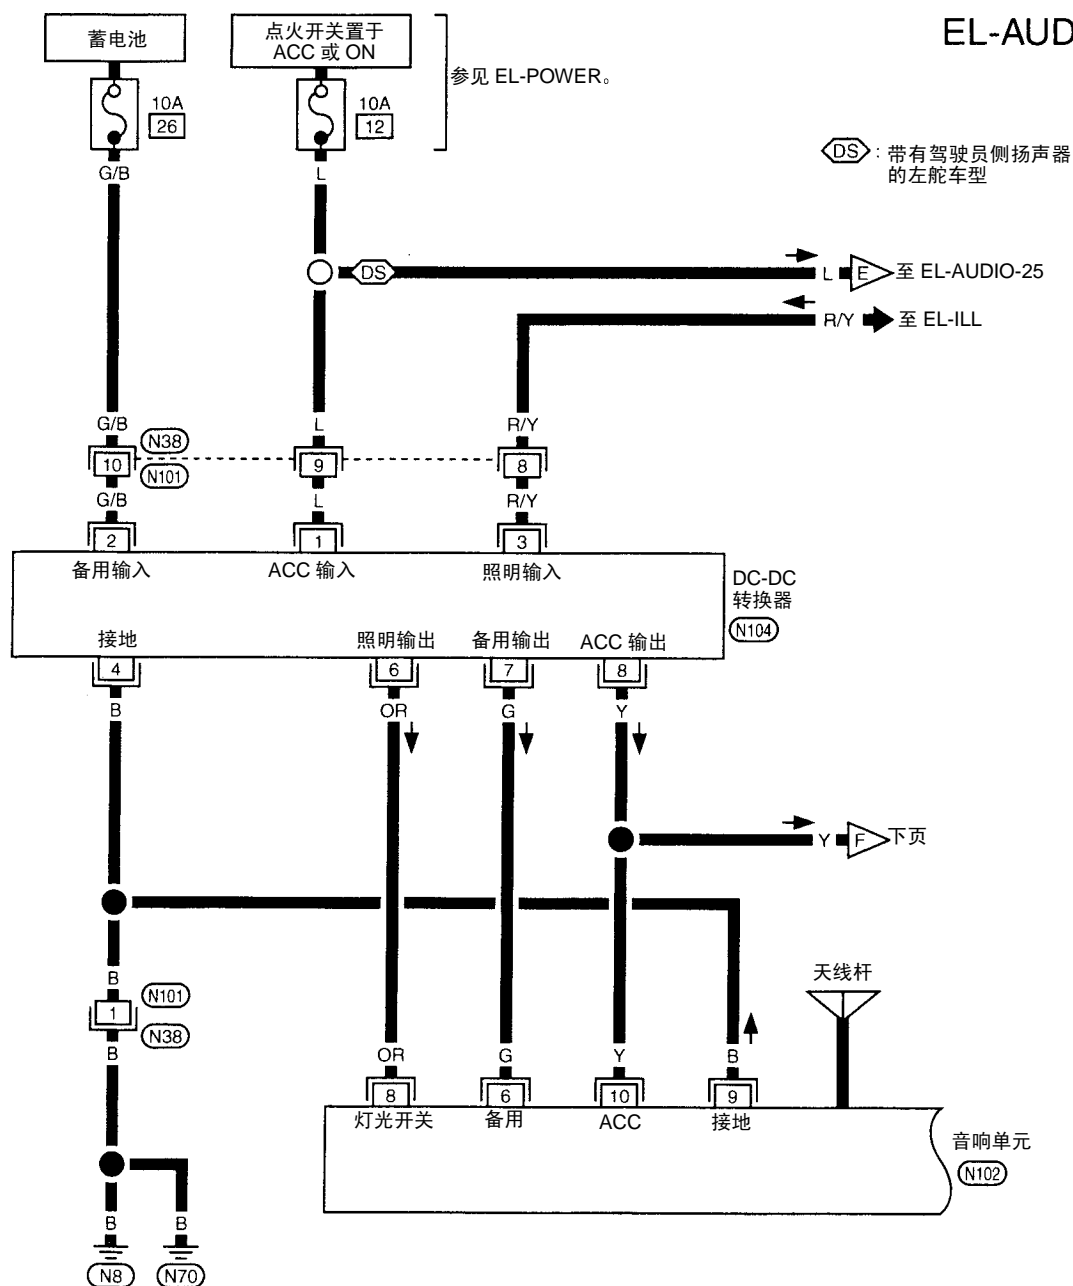 EL-AUD
蓄电池
点火开关置于
ACC 或 ON
参见 EL-POWER。
10A
26
10A
12
DS : 带有驾驶员侧扬声器
的左舵车型
G/B
L
DS
L
E
至 EL-AUDIO-25
R/Y
至 EL-ILL
G/B
L
R/Y
N38
10
9
8
N101
G/B
L
R/Y
2
1
3
备用输入
ACC 输入
照明输入
DC-DC
转换器
N104
接地
照明输出
备用输出
ACC 输出
4
6
7
8
B
OR
G
Y
Y
F
下页
B
天线杆
N101
1
N38
B
OR
G
Y
B
8
6
10
9
灯光开关
备用
ACC
接地
音响单元
N102
B
B
N8
N70